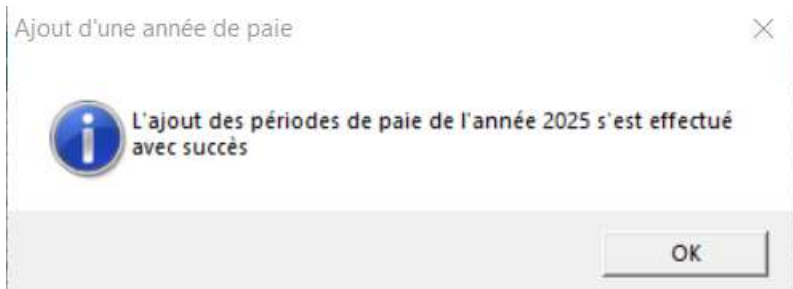 Ajout d'une année de paie
L'ajout des périodes de paie de l'année 2025 s'est effectué
avec succès
OK